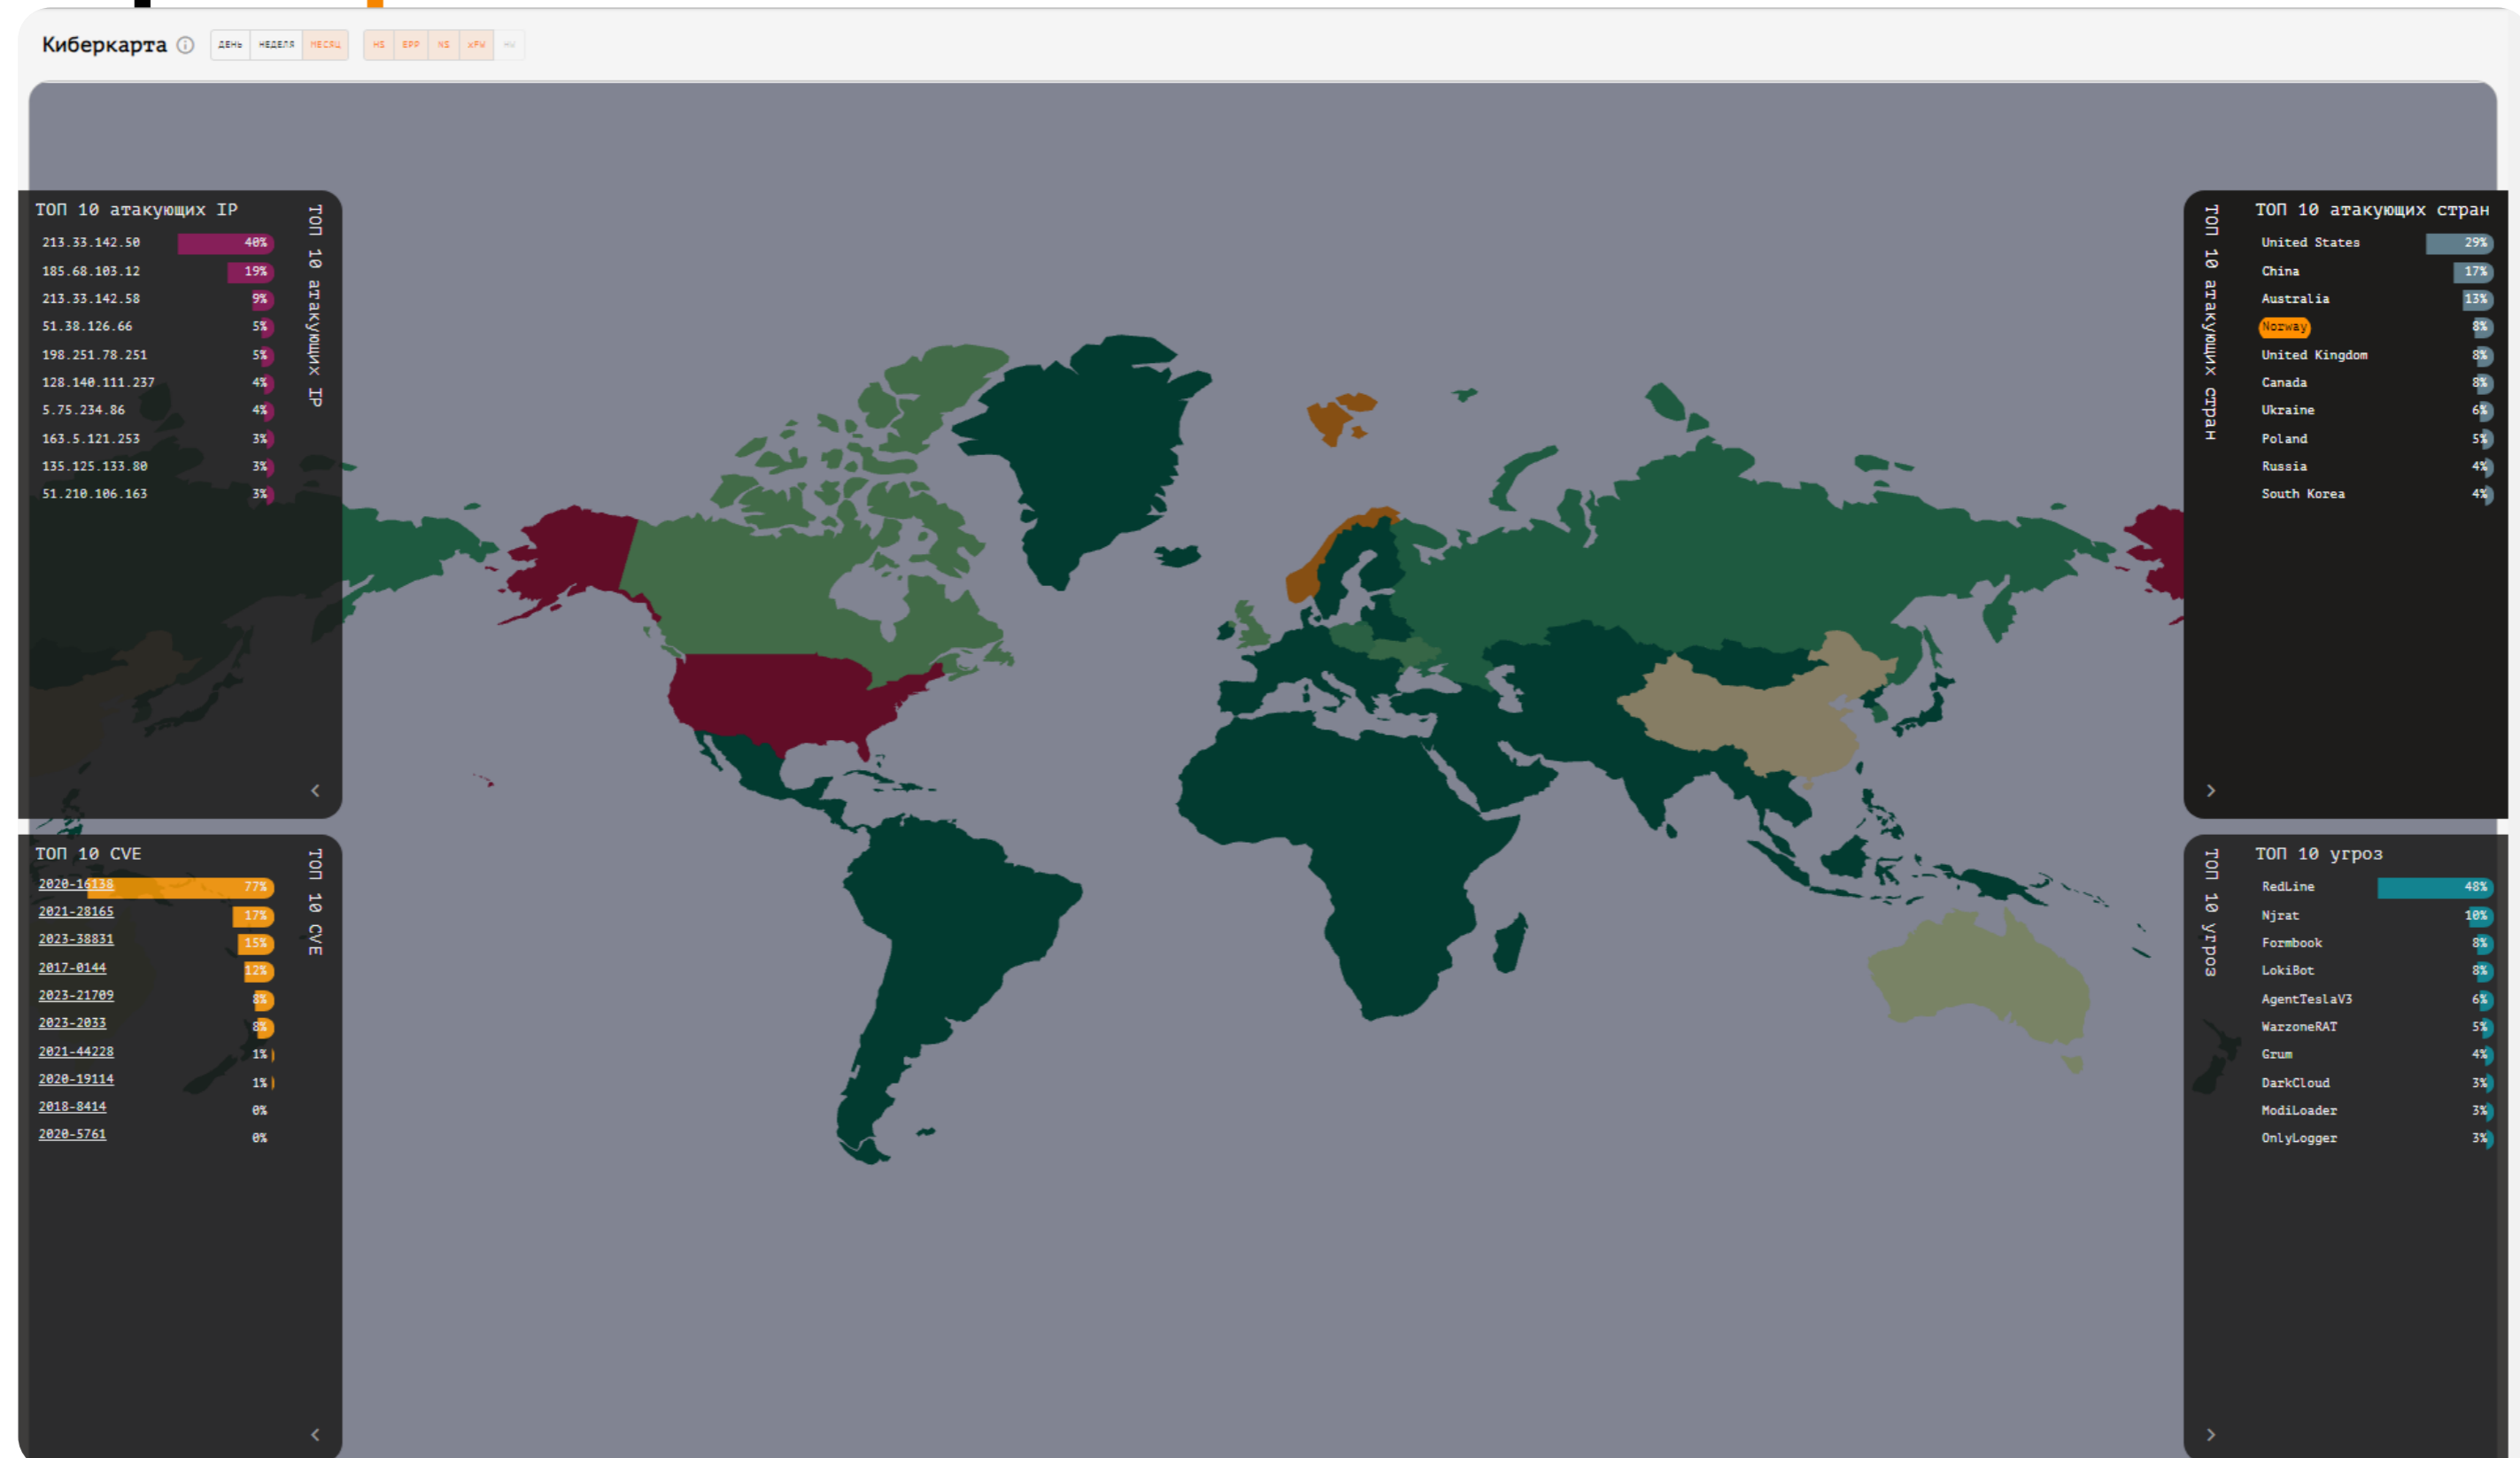 Киберкарта
ДЕНЬ НЕДЕЛЯ МЕСЯЦ HS EPP NS xFW
ТОП 10 атакующих IP
ТОП 10 атакующих IP
213.33.142.50 40%
185.68.103.12 19%
213.33.142.58 9%
51.38.126.66 5%
198.251.78.251 5%
128.140.111.237 4%
5.75.234.86 4%
163.5.121.253 3%
135.125.133.80 3%
51.210.106.163 3%
ТОП 10 атакующих стран
ТОП 10 атакующих стран
United States 29%
China 17%
Australia 13%
Norway 8%
United Kingdom 8%
Canada 8%
Ukraine 6%
Poland 5%
Russia 4%
South Korea 4%
ТОП 10 CVE
ТОП 10 CVE
2020-16138 77%
2021-28165 17%
2023-38831 15%
2017-0144 12%
2023-21709 8%
2023-2033 8%
2021-44228 1%
2020-19114 1%
2018-8414 0%
2020-5761 0%
ТОП 10 угроз
ТОП 10 угроз
RedLine 48%
Njrat 10%
Formbook 8%
LokiBot 8%
AgentTeslaV3 6%
WarzoneRAT 5%
Grum 4%
DarkCloud 3%
ModiLoader 3%
OnlyLogger 3%